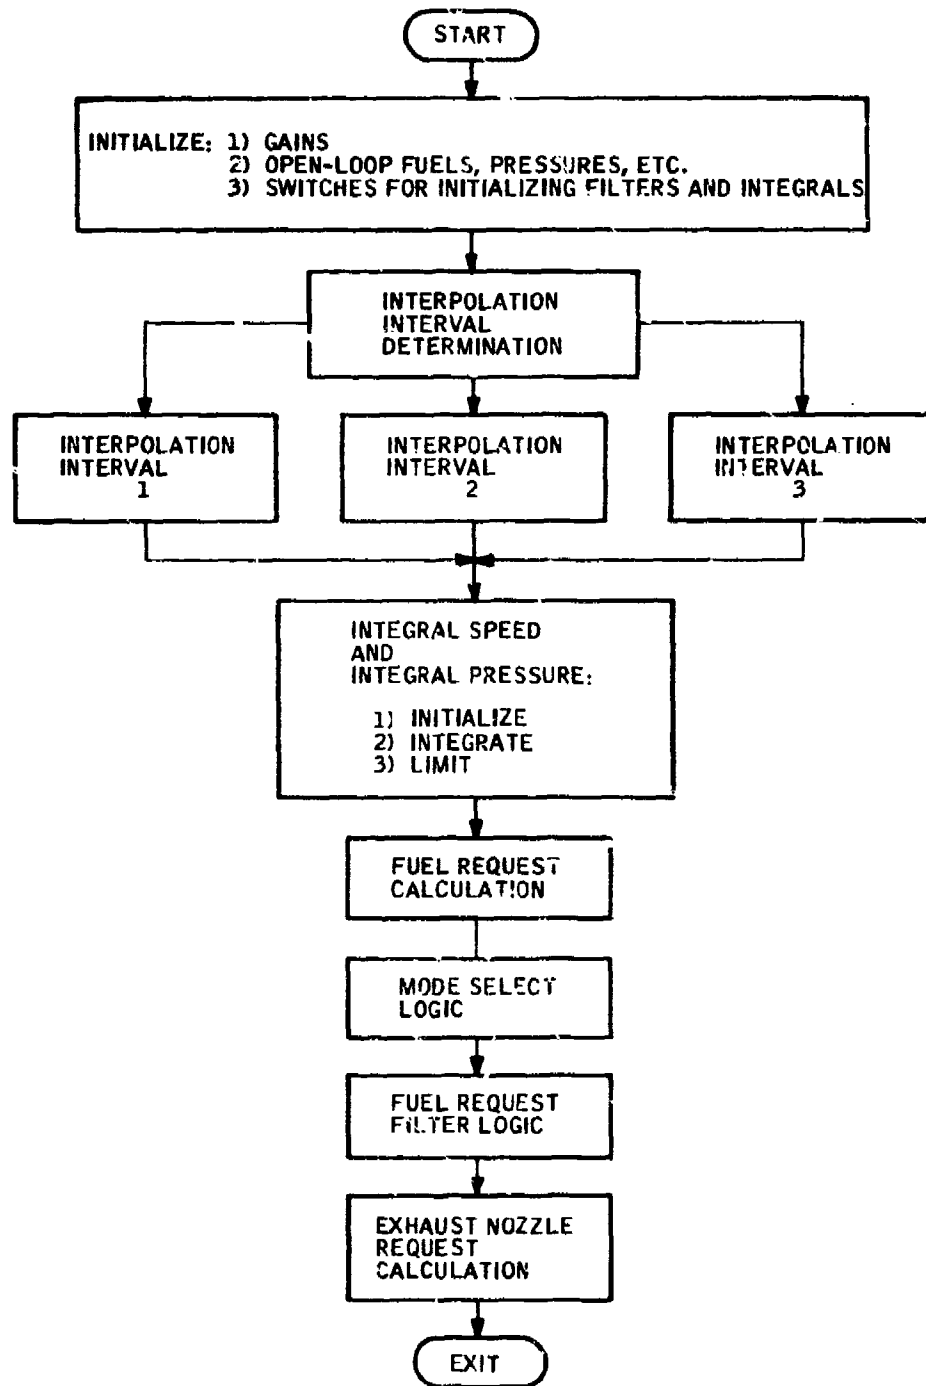 START
INITIALIZE: 1) GAINS
2) OPEN-LOOP FUELS, PRESSURES, ETC.
3) SWITCHES FOR INITIALIZING FILTERS AND INTEGRALS
INTERPOLATION
INTERVAL
DETERMINATION
INTERPOLATION
INTERVAL
1
INTERPOLATION
INTERVAL
2
INTERPOLATION
INTERVAL
3
INTEGRAL SPEED
AND
INTEGRAL PRESSURE:
1) INITIALIZE
2) INTEGRATE
3) LIMIT
FUEL REQUEST
CALCULATION
MODE SELECT
LOGIC
FUEL REQUEST
FILTER LOGIC
EXHAUST NOZZLE
REQUEST
CALCULATION
EXIT